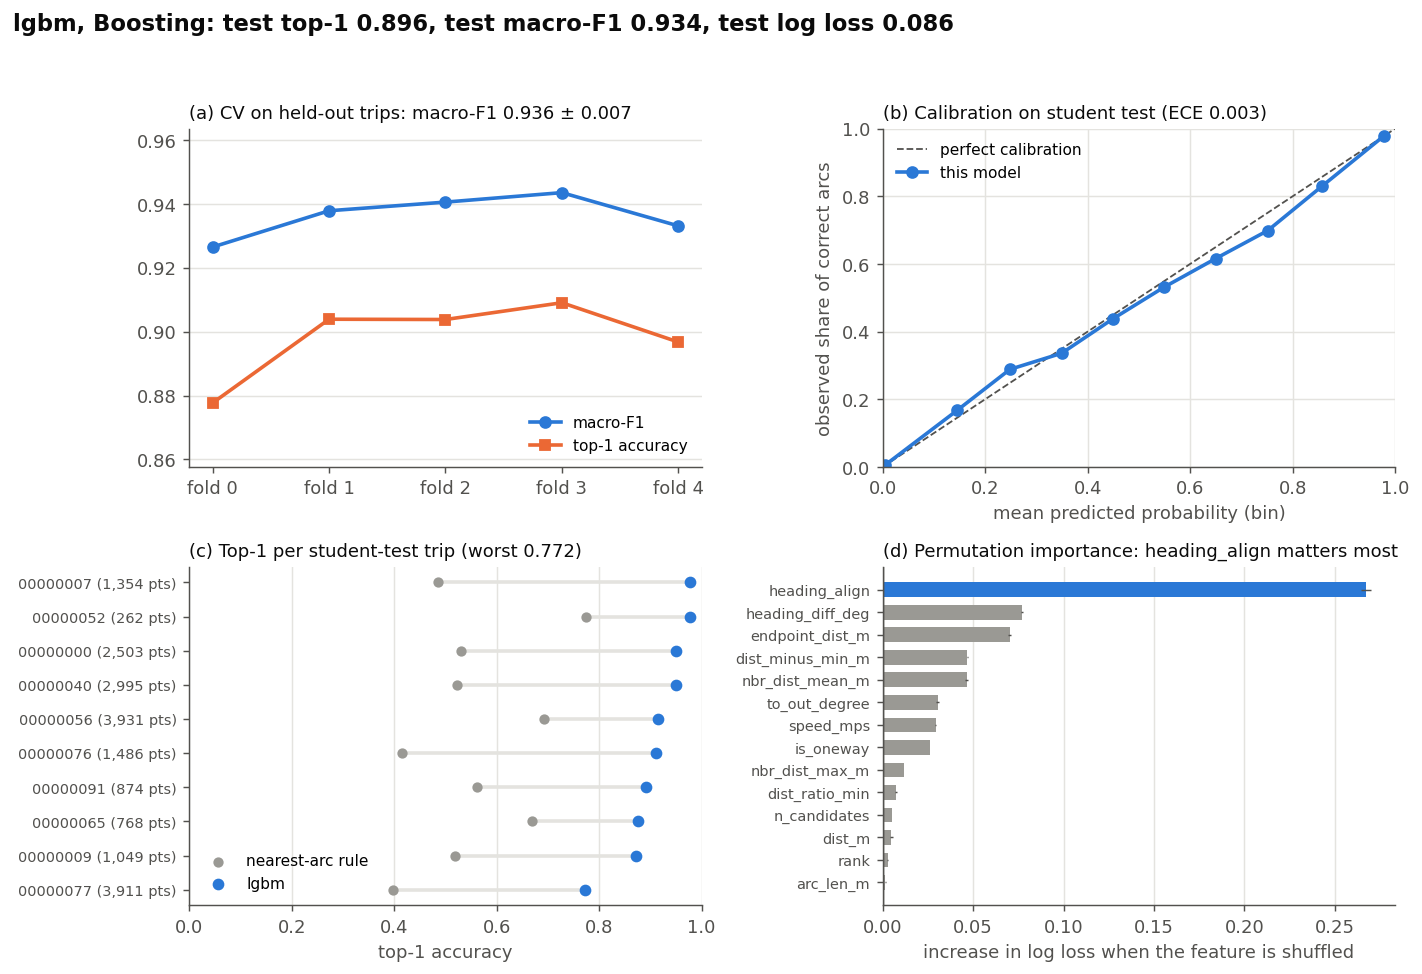 lgbm, Boosting: test top-1 0.896, test macro-F1 0.934, test log loss 0.086
(a) CV on held-out trips: macro-F1 0.936 ± 0.007
0.96
0.94
0.92
0.90
0.88
0.86
macro-F1
top-1 accuracy
fold 0
fold 1
fold 2
fold 3
fold 4
(b) Calibration on student test (ECE 0.003)
observed share of correct arcs
1.0
0.8
0.6
0.4
0.2
0.0
perfect calibration
this model
0.0
0.2
0.4
0.6
0.8
1.0
mean predicted probability (bin)
(c) Top-1 per student-test trip (worst 0.772)
00000007 (1,354 pts)
00000052 (262 pts)
00000000 (2,503 pts)
00000040 (2,995 pts)
00000056 (3,931 pts)
00000076 (1,486 pts)
00000091 (874 pts)
00000065 (768 pts)
00000009 (1,049 pts)
00000077 (3,911 pts)
nearest-arc rule
lgbm
0.0
0.2
0.4
0.6
0.8
1.0
top-1 accuracy
(d) Permutation importance: heading_align matters most
heading_align
heading_diff_deg
endpoint_dist_m
dist_minus_min_m
nbr_dist_mean_m
to_out_degree
speed_mps
is_oneway
nbr_dist_max_m
dist_ratio_min
n_candidates
dist_m
rank
arc_len_m
0.00
0.05
0.10
0.15
0.20
0.25
increase in log loss when the feature is shuffled